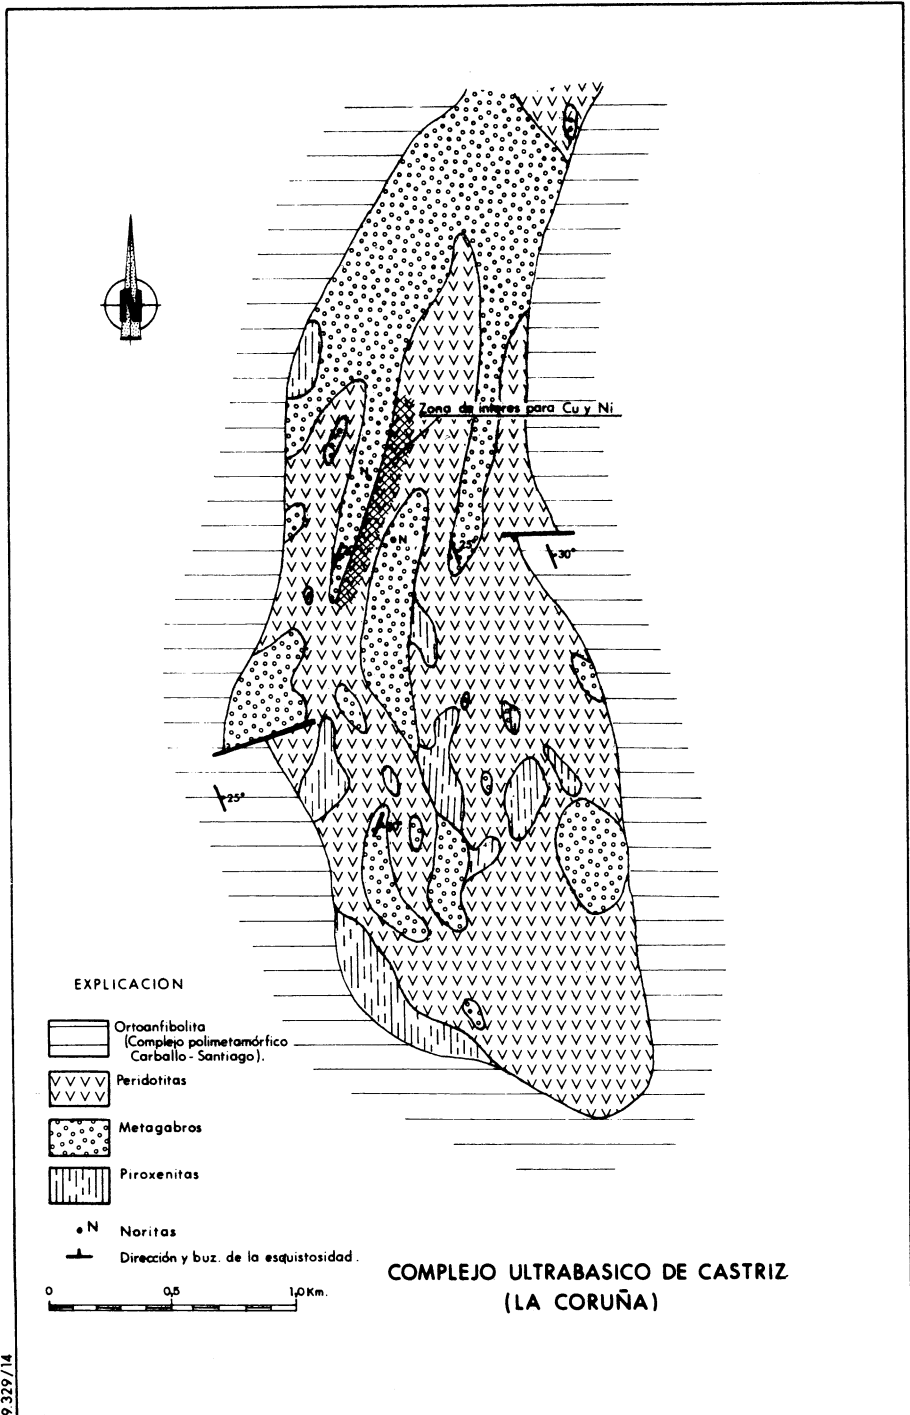 N
Zona de interes para Cu y Ni
N
N
25°
30°
25°
EXPLICACION
Ortoanfibolita
(Complejo polimetamórfico
Carballo - Santiago).
Peridotitas
Metagabros
Piroxenitas
N Noritas
Dirección y buz. de la esquistosidad.
0 0,5 1,0 Km.
COMPLEJO ULTRABASICO DE CASTRIZ
(LA CORUÑA)
9.329/14